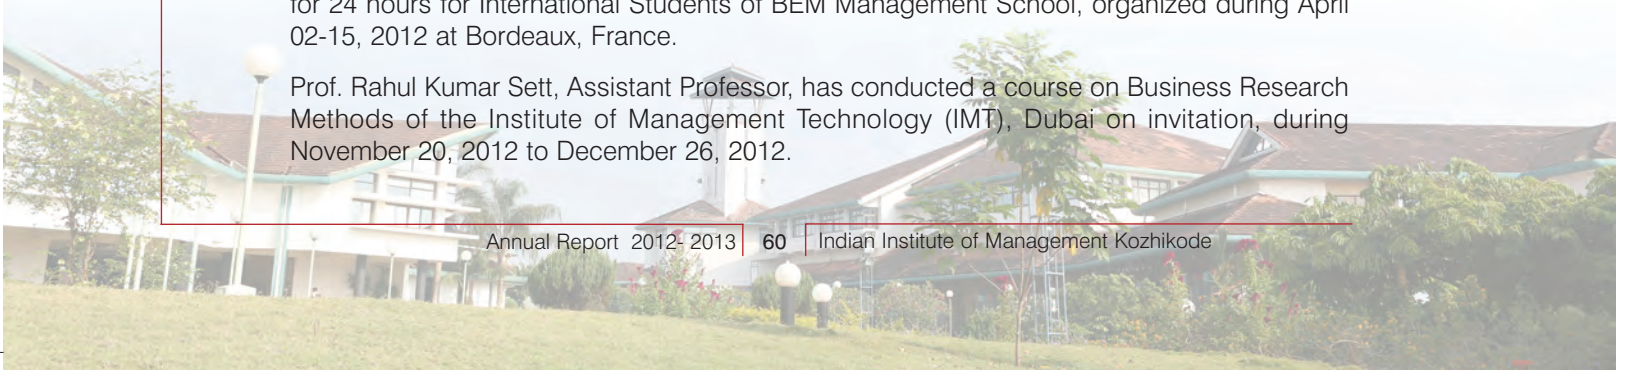 for 24 hours for International Students of BEM Management School, organized during April
02-15, 2012 at Bordeaux, France.
Prof. Rahul Kumar Sett, Assistant Professor, has conducted a course on Business Research
Methods of the Institute of Management Technology (IMT), Dubai on invitation, during
November 20, 2012 to December 26, 2012.
Annual Report 2012- 2013 60 Indian Institute of Management Kozhikode